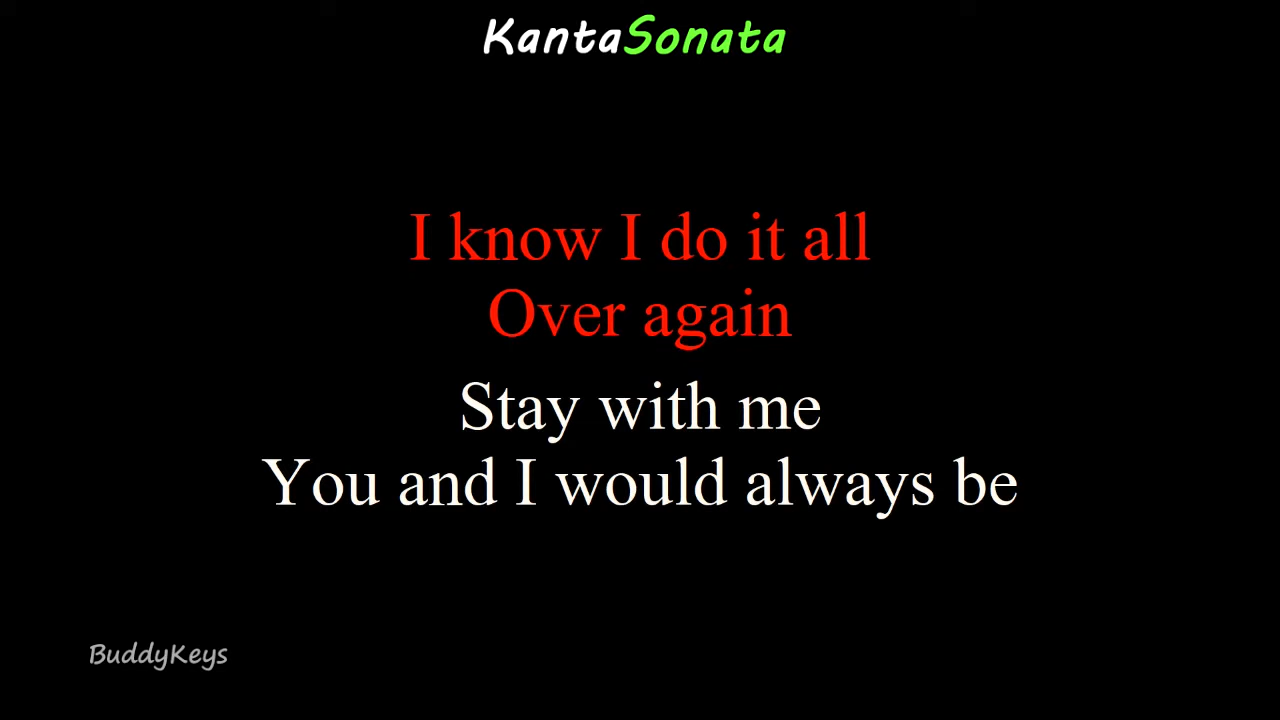 KantaSonata
I know I do it all
Over again
Stay with me
You and I would always be
BuddyKeys